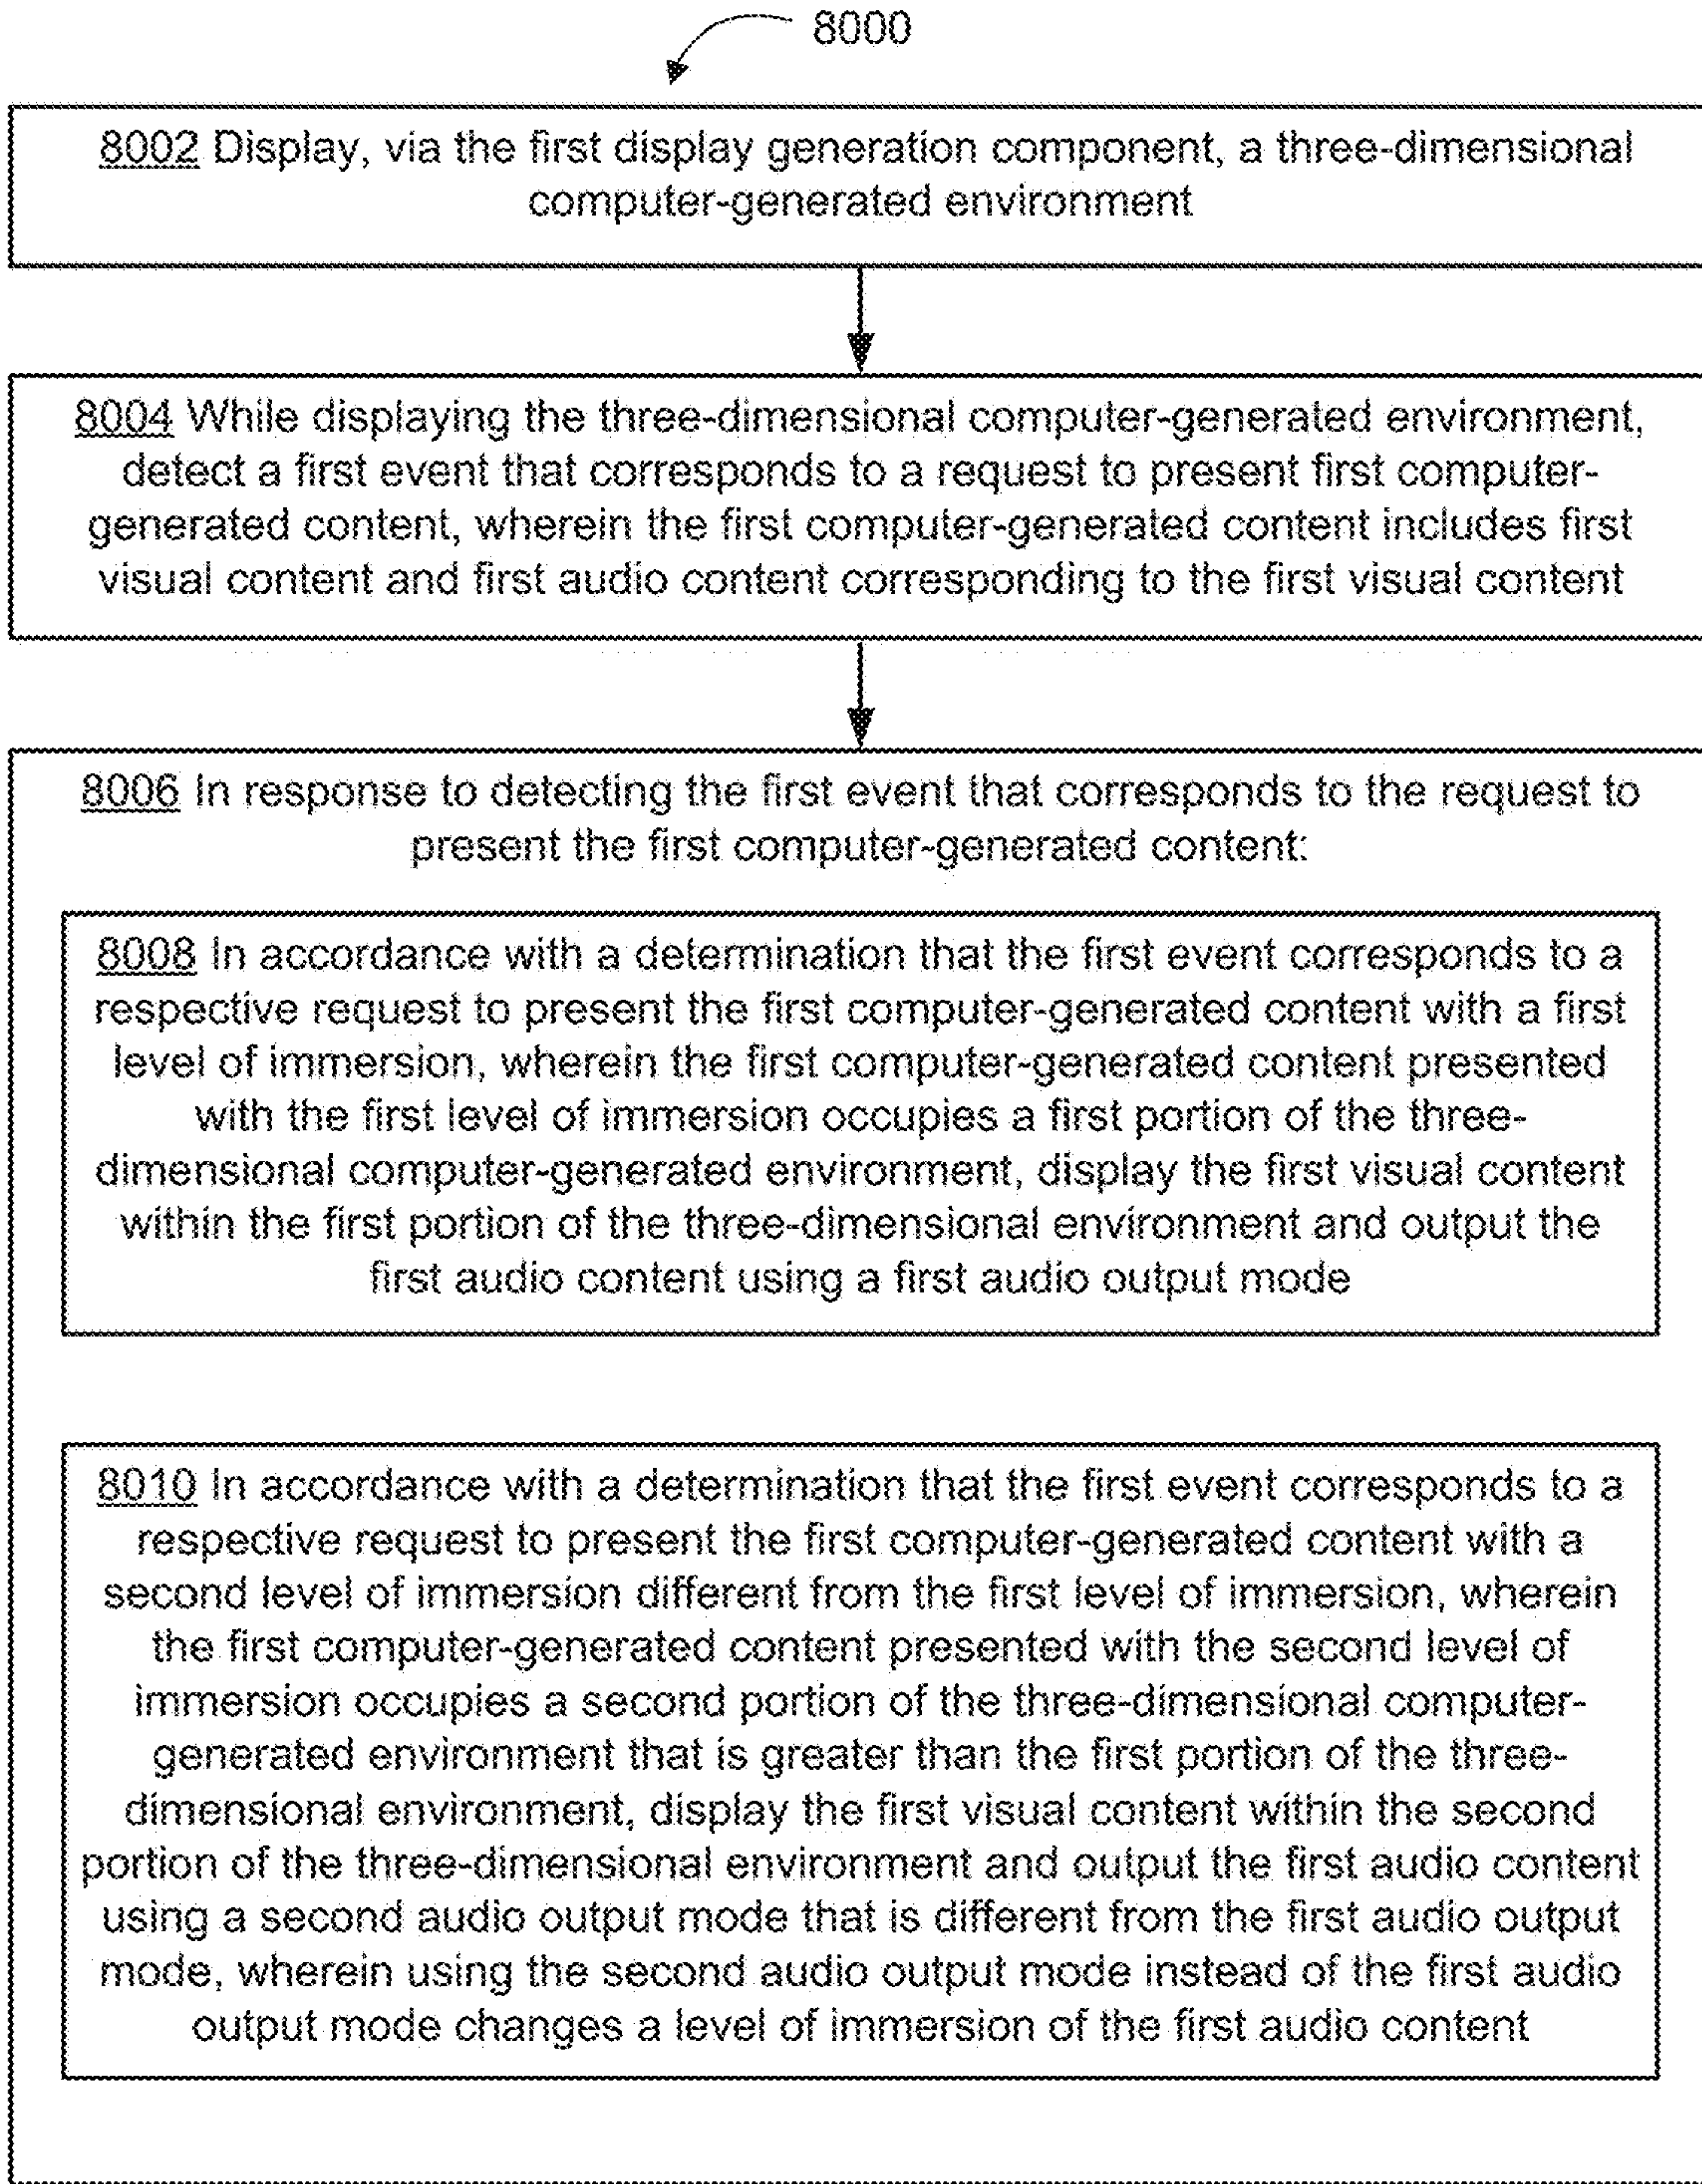 8000
8002 Display, via the first display generation component, a three-dimensional
computer-generated environment
8004 While displaying the three-dimensional computer-generated environment,
detect a first event that corresponds to a request to present first computer-
generated content, wherein the first computer-generated content includes first
visual content and first audio content corresponding to the first visual content
8006 In response to detecting the first event that corresponds to the request to
present the first computer-generated content:
8008 In accordance with a determination that the first event corresponds to a
respective request to present the first computer-generated content with a first
level of immersion, wherein the first computer-generated content presented
with the first level of immersion occupies a first portion of the three-
dimensional computer-generated environment, display the first visual content
within the first portion of the three-dimensional environment and output the
first audio content using a first audio output mode
8010 In accordance with a determination that the first event corresponds to a
respective request to present the first computer-generated content with a
second level of immersion different from the first level of immersion, wherein
the first computer-generated content presented with the second level of
immersion occupies a second portion of the three-dimensional computer-
generated environment that is greater than the first portion of the three-
dimensional environment, display the first visual content within the second
portion of the three-dimensional environment and output the first audio content
using a second audio output mode that is different from the first audio output
mode, wherein using the second audio output mode instead of the first audio
output mode changes a level of immersion of the first audio content